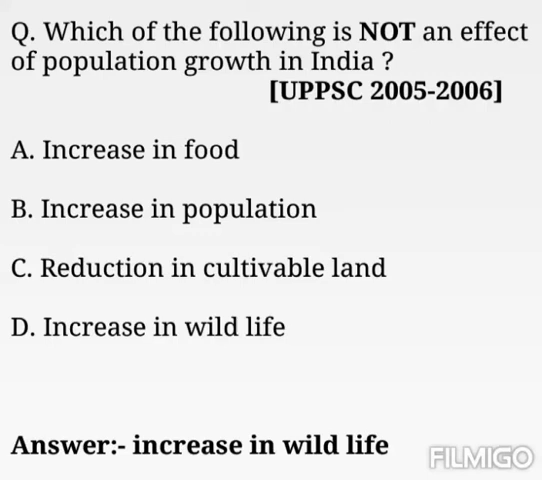 Q. Which of the following is NOT an effect
of population growth in India ?
[UPPSC 2005-2006]
A. Increase in food
B. Increase in population
C. Reduction in cultivable land
D. Increase in wild life
Answer:- increase in wild life
FILMIGO